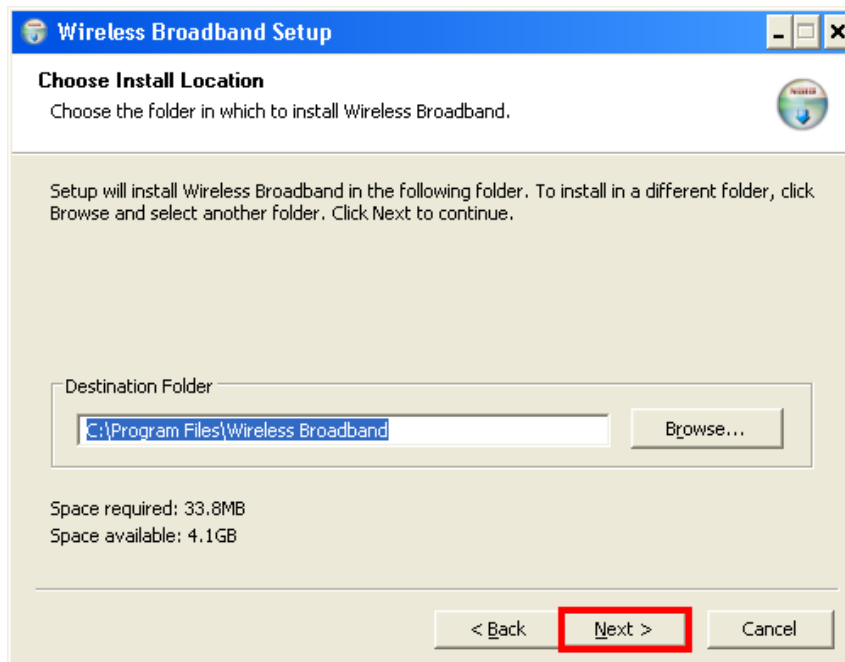 Wireless Broadband Setup
Choose Install Location
Choose the folder in which to install Wireless Broadband.
Setup will install Wireless Broadband in the following folder. To install in a different folder, click
Browse and select another folder. Click Next to continue.
Destination Folder
C:\Program Files\Wireless Broadband
Browse...
Space required: 33.8MB
Space available: 4.1GB
< Back
Next >
Cancel